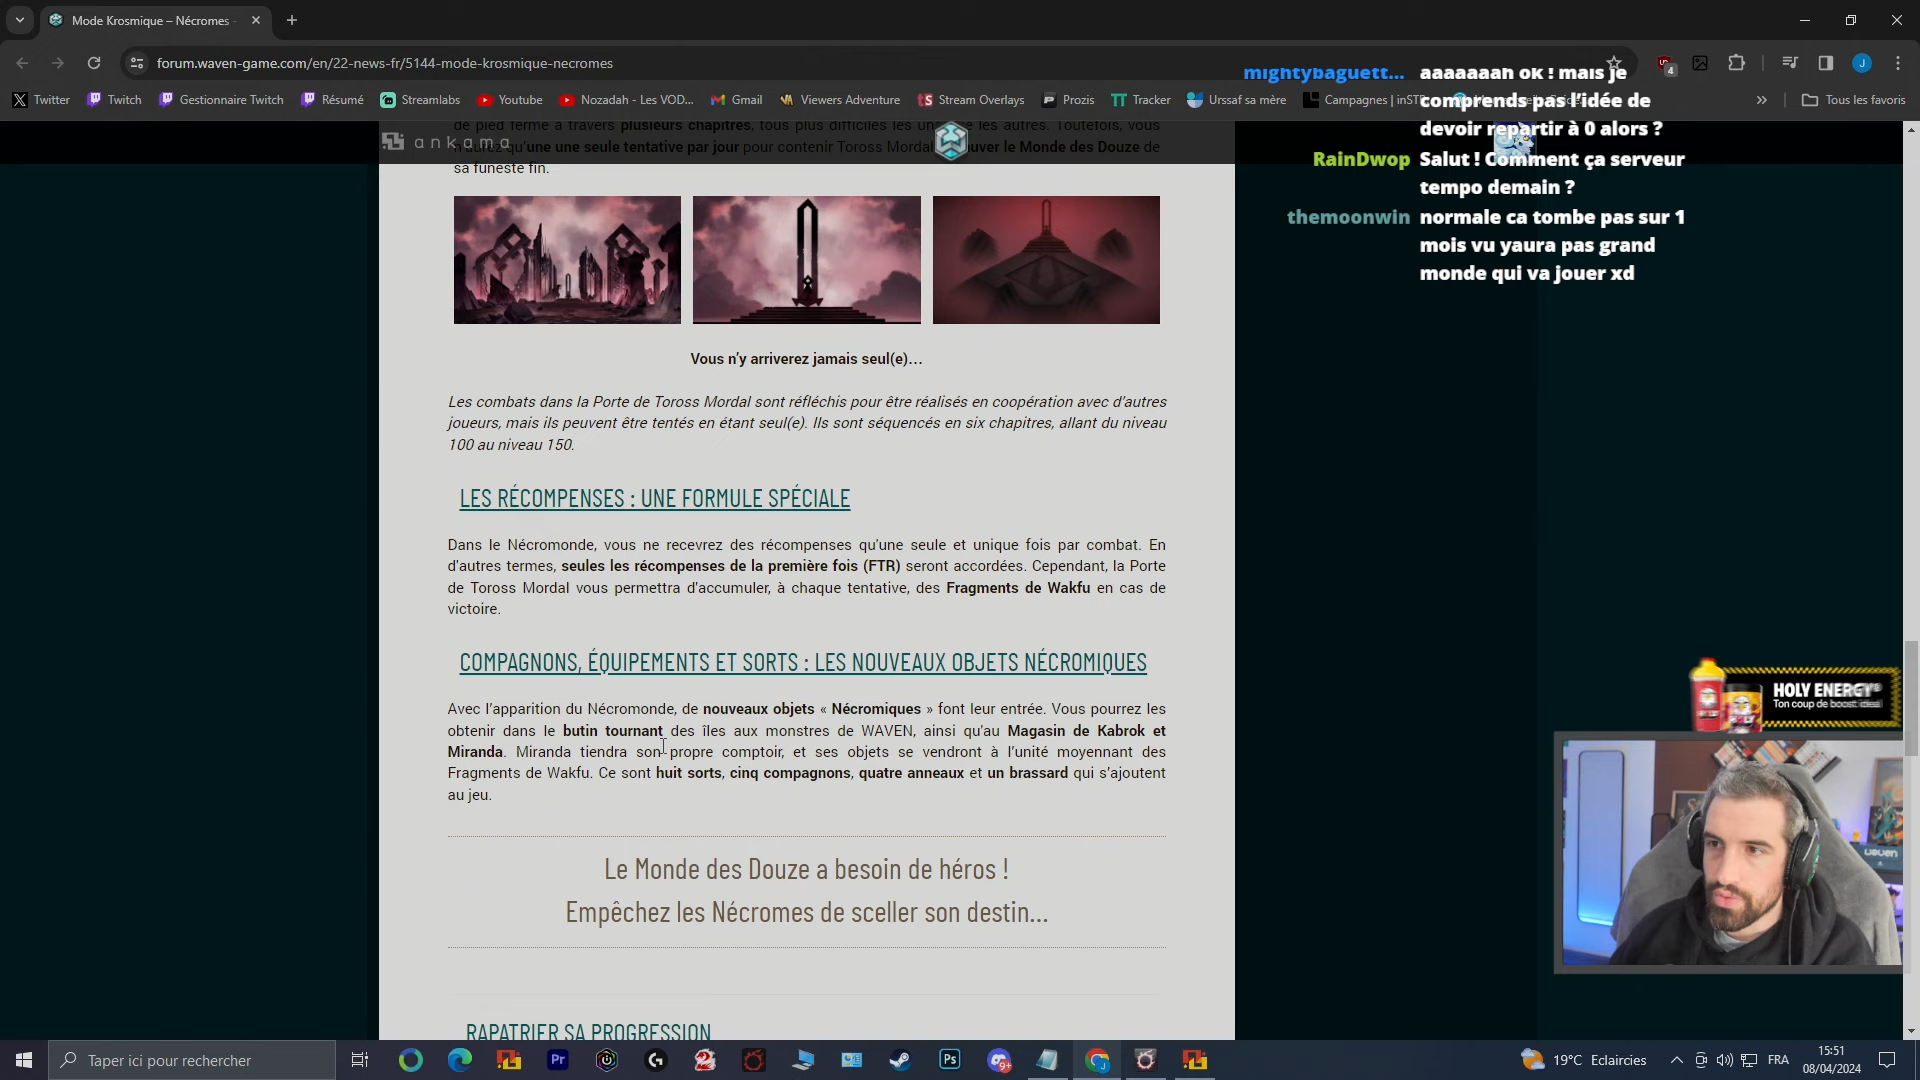 Mode Krosmique – Nécromes -
forum.waven-game.com/en/22-news-fr/5144-mode-krosmique-necromes
4
J
Twitter
Twitch
Gestionnaire Twitch
Résumé
Streamlabs
Youtube
Nozadah - Les VOD...
Gmail
Viewers Adventure
Stream Overlays
Prozis
Tracker
Urssaf sa mère
Campagnes | inST
»
Tous les favoris
mightybaguett... aaaaaaah ok ! mais je
comprends pas l'idée de
devoir repartir à 0 alors ?
RainDwop Salut ! Comment ça serveur
tempo demain ?
themoonwin normale ca tombe pas sur 1
mois vu yaura pas grand
monde qui va jouer xd
ankama
de pied ferme à travers plusieurs chapitres, tous plus difficiles les uns que les autres. Toutefois, vous
n'aurez qu'une une seule tentative par jour pour contenir Toross Mordal
sauver le Monde des Douze de
sa funeste fin.
Vous n'y arriverez jamais seul(e)...
Les combats dans la Porte de Toross Mordal sont réfléchis pour être réalisés en coopération avec d'autres
joueurs, mais ils peuvent être tentés en étant seul(e). Ils sont séquencés en six chapitres, allant du niveau
100 au niveau 150.
LES RÉCOMPENSES : UNE FORMULE SPÉCIALE
Dans le Nécromonde, vous ne recevrez des récompenses qu'une seule et unique fois par combat. En
d'autres termes, seules les récompenses de la première fois (FTR) seront accordées. Cependant, la Porte
de Toross Mordal vous permettra d'accumuler, à chaque tentative, des Fragments de Wakfu en cas de
victoire.
COMPAGNONS, ÉQUIPEMENTS ET SORTS : LES NOUVEAUX OBJETS NÉCROMIQUES
Avec l'apparition du Nécromonde, de nouveaux objets « Nécromiques » font leur entrée. Vous pourrez les
obtenir dans le butin tournant des îles aux monstres de WAVEN, ainsi qu'au Magasin de Kabrok et
Miranda. Miranda tiendra son propre comptoir, et ses objets se vendront à l'unité moyennant des
Fragments de Wakfu. Ce sont huit sorts, cinq compagnons, quatre anneaux et un brassard qui s'ajoutent
au jeu.
Le Monde des Douze a besoin de héros !
Empêchez les Nécromes de sceller son destin...
RAPATRIER SA PROGRESSION
HOLY ENERGY
Ton coup de boost idéal
Taper ici pour rechercher
Pr
Ps
9+
19°C Eclaircies
FRA
15:51
08/04/2024